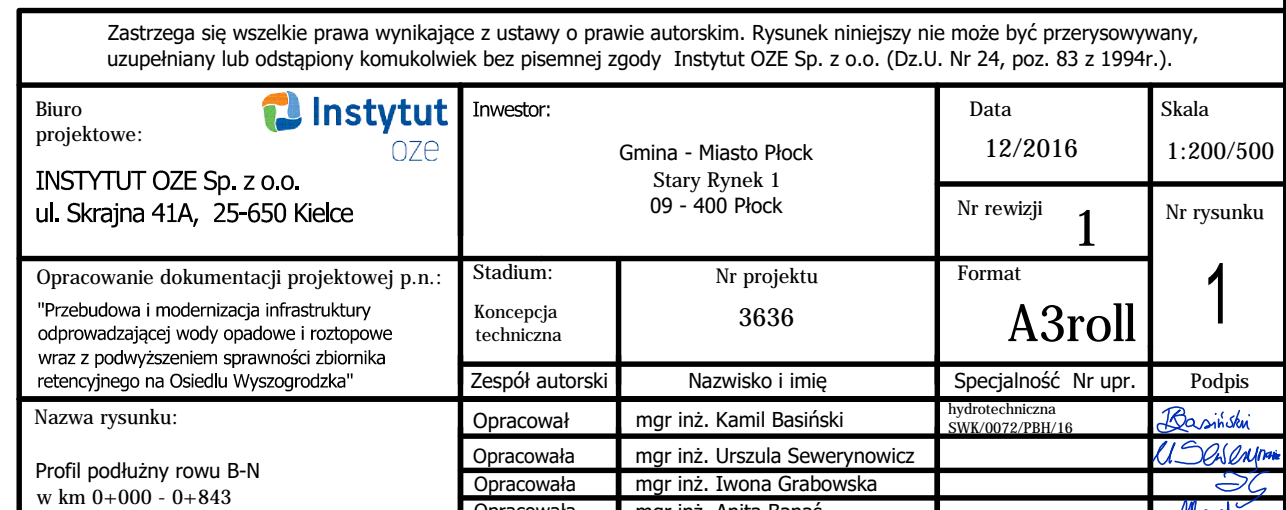 Zastrzega się wszelkie prawa wynikające z ustawy o prawie autorskim. Rysunek niniejszy nie może być przerysowywany,
uzupełniany lub odstąpiony komukolwiek bez pisemnej zgody Instytut OZE Sp. z o.o. (Dz.U. Nr 24, poz. 83 z 1994r.).
Biuro
projektowe:
Instytut
oze
INSTYTUT OZE Sp. z o.o.
ul. Skrajna 41A, 25-650 Kielce
Inwestor:
Gmina - Miasto Płock
Stary Rynek 1
09 - 400 Płock
Data
12/2016
Skala
1:200/500
Nr rewizji
1
Nr rysunku
1
Opracowanie dokumentacji projektowej p.n.:
"Przebudowa i modernizacja infrastruktury
odprowadzającej wody opadowe i roztopowe
wraz z podwyższeniem sprawności zbiornika
retencyjnego na Osiedlu Wyszogrodzka"
Stadium:
Koncepcja
techniczna
Nr projektu
3636
Format
A3roll
Zespół autorski
Nazwisko i imię
Specjalność Nr upr.
Podpis
Nazwa rysunku:
Profil podłużny rowu B-N
w km 0+000 - 0+843
Opracował
mgr inż. Kamil Basiński
hydrotechniczna
SWK/0072/PBH/16
Basiński
Opracowała
mgr inż. Urszula Sewerynowicz
Opracowała
mgr inż. Iwona Grabowska
Opracowała
mgr inż. Anita Banaś